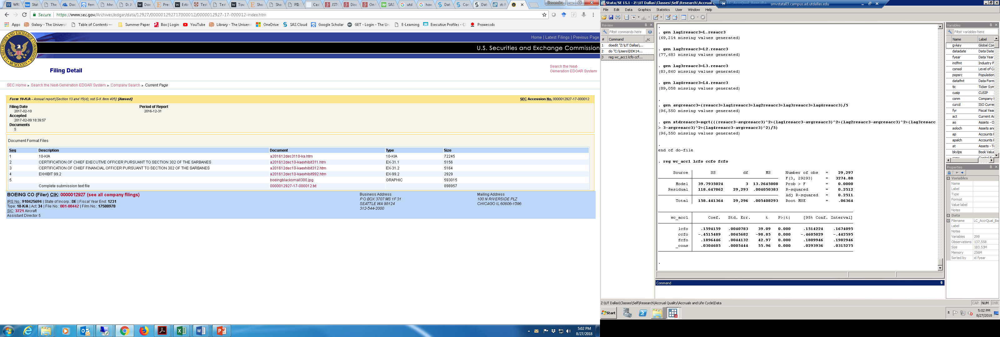 Devendra
Secure | https://www.sec.gov/Archives/edgar/data/12927/000001292717000012/0000012927-17-000012-index.htm
Apps Galaxy - The Universit Table of Contents — Summer Paper Box | Login YouTube Library - The Universi OneDrive SAS Cloud Google Scholar GET - Login - The Un E-Learning Executive Profiles - C Prowessdx
Home | Latest Filings | Previous Page
U.S. Securities and Exchange Commission
Filing Detail
Search the Next-
Generation EDGAR System
SEC Home » Search the Next-Generation EDGAR System » Company Search » Current Page
Form 10-K/A - Annual report [Section 13 and 15(d), not S-K Item 405]: [Amend]
SEC Accession No. 0000012927-17-000012
Filing Date
2017-02-10
Accepted
2017-02-09 18:39:57
Documents
5
Period of Report
2016-12-31
Document Format Files
Seq Description Document Type Size
1 10-K/A a201612dec3110-ka.htm 10-K/A 72245
2 CERTIFICATION OF CHIEF EXECUTIVE OFFICER PURSUANT TO SECTION 302 OF THE SARBANES a201612dec10-kaexhibit311.htm EX-31.1 5156
3 CERTIFICATION OF CHIEF FINANCIAL OFFICER PURSUANT TO SECTION 302 OF THE SARBANES a201612dec10-kaexhibit312.htm EX-31.2 5164
4 EXHIBIT 99.2 a201612dec10-kaexhibit992.htm EX-99.2 2929
5 boeingblacksmall300.jpg GRAPHIC 593015
Complete submission text file 0000012927-17-000012.txt 898957
BOEING CO (Filer) CIK: 0000012927 (see all company filings)
IRS No.: 910425694 | State of Incorp.: DE | Fiscal Year End: 1231
Type: 10-K/A | Act: 34 | File No.: 001-00442 | Film No.: 17588978
SIC: 3721 Aircraft
Assistant Director 5
Business Address
P O BOX 3707 MS 1F 31
SEATTLE WA 98124
312-544-2000
Mailing Address
100 N RIVERSIDE PLZ
CHICAGO IL 60606-1596
5:02 PM
8/27/2018
Stata/SE 15.1 - Z:\UT Dallas\Classes\Self\Research\Accrual
smvstata03.campus.ad.utdallas.edu
File Edit Data Graphics Statistics User Window Help
Review
Filter commands here
# Command _rc
1 doedit "Z:\UT Dallas\...
2 do "C:\Users\DDK14...
3 reg wc_acc1 lcfo ccf...
.
. gen lag1resacc3=L.resacc3
(69,214 missing values generated)
. gen lag2resacc3=L2.resacc3
(77,683 missing values generated)
. gen lag3resacc3=L3.resacc3
(83,860 missing values generated)
. gen lag4resacc3=L4.resacc3
(89,058 missing values generated)
.
. gen avgresacc3=(resacc3+lag1resacc3+lag2resacc3+lag3resacc3+lag4resacc3)/5
(96,550 missing values generated)
. gen stdresacc3=sqrt(((resacc3-avgresacc3)^2+(lag1resacc3-avgresacc3)^2+(lag2resacc3-avgresacc3)^2+(lag3resacc
> 3-avgresacc3)^2+(lag4resacc3-avgresacc3)^2)/5)
(96,550 missing values generated)
.
end of do-file
. reg wc_acc1 lcfo ccfo fcfo
Source SS df MS Number of obs = 29,297
F(3, 29293) = 3274.88
Model 39.7935024 3 13.2645008 Prob > F = 0.0000
Residual 118.647862 29,293 .004050383 R-squared = 0.2512
Adj R-squared = 0.2511
Total 158.441364 29,296 .005408293 Root MSE = .06364
wc_acc1 Coef. Std. Err. t P>|t| [95% Conf. Interval]
lcfo .1594159 .0040783 39.09 0.000 .1514224 .1674095
ccfo -.4515489 .0045682 -98.85 0.000 -.4605029 -.442595
fcfo .1896446 .0044132 42.97 0.000 .1809946 .1982946
_cons .0304605 .0005444 55.96 0.000 .0293936 .0315275
.
Command
Variables
Filter variables here
Name Label
gvkey Global Con
datadate Data Date
fyear Data Year
indfmt Industry F
consol Level of C
popsrc Population
datafmt Data Form
tic Ticker Sym
cusip CUSIP
conm Company
curcd ISO Curre
fyr Fiscal Year
act Current As
ao Assets - O
aoloch Assets and
ap Accounts
apalch Accounts
at Assets - T
bkvlps Book Value
Properties
Variables
Name
Label
Type
Format
Value label
Notes
Data
Filename LC_AccrQual_Ba
Label
Notes
Variables 299
Observations 137,558
Size 183.53M
Memory 256M
Sorted by id fyear
Z:\UT Dallas\Classes\Self\Research\Accrual Quality\Accruals and Life Cycle\Data
CAP NUM OVR
Start
5:02 PM
8/27/2018